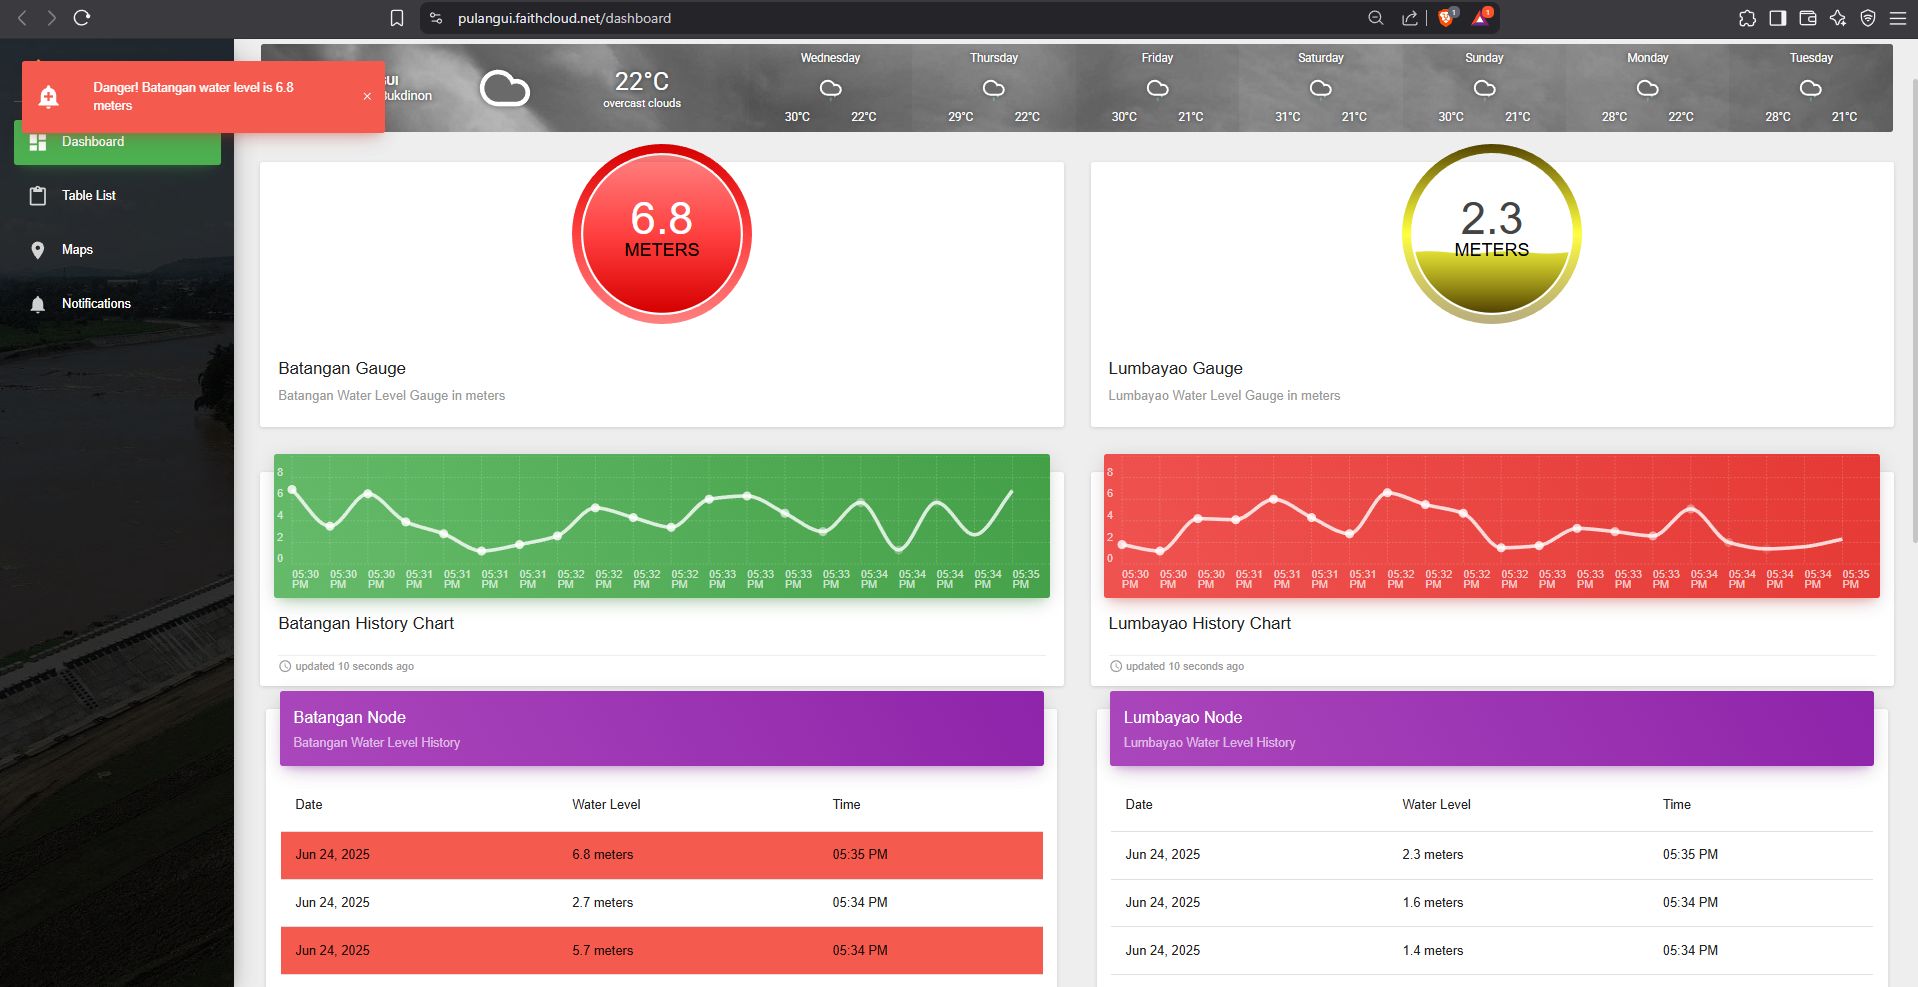 pulangui.faithcloud.net/dashboard
1
1
Danger! Batangan water level is 6.8
meters
×
Dashboard
Table List
Maps
Notifications
22°C
overcast clouds
Wednesday
30°C 22°C
Thursday
29°C 22°C
Friday
30°C 21°C
Saturday
31°C 21°C
Sunday
30°C 21°C
Monday
28°C 22°C
Tuesday
28°C 21°C
6.8
METERS
Batangan Gauge
Batangan Water Level Gauge in meters
2.3
METERS
Lumbayao Gauge
Lumbayao Water Level Gauge in meters
8
6
4
2
0
05:30 05:30 05:30 05:31 05:31 05:31 05:31 05:32 05:32 05:32 05:32 05:33 05:33 05:33 05:33 05:34 05:34 05:34 05:34 05:35
PM PM PM PM PM PM PM PM PM PM PM PM PM PM PM PM PM PM PM PM
Batangan History Chart
updated 10 seconds ago
8
6
4
2
0
05:30 05:30 05:30 05:31 05:31 05:31 05:31 05:32 05:32 05:32 05:32 05:33 05:33 05:33 05:33 05:34 05:34 05:34 05:34 05:35
PM PM PM PM PM PM PM PM PM PM PM PM PM PM PM PM PM PM PM PM
Lumbayao History Chart
updated 10 seconds ago
Batangan Node
Batangan Water Level History
Date Water Level Time
Jun 24, 2025 6.8 meters 05:35 PM
Jun 24, 2025 2.7 meters 05:34 PM
Jun 24, 2025 5.7 meters 05:34 PM
Lumbayao Node
Lumbayao Water Level History
Date Water Level Time
Jun 24, 2025 2.3 meters 05:35 PM
Jun 24, 2025 1.6 meters 05:34 PM
Jun 24, 2025 1.4 meters 05:34 PM